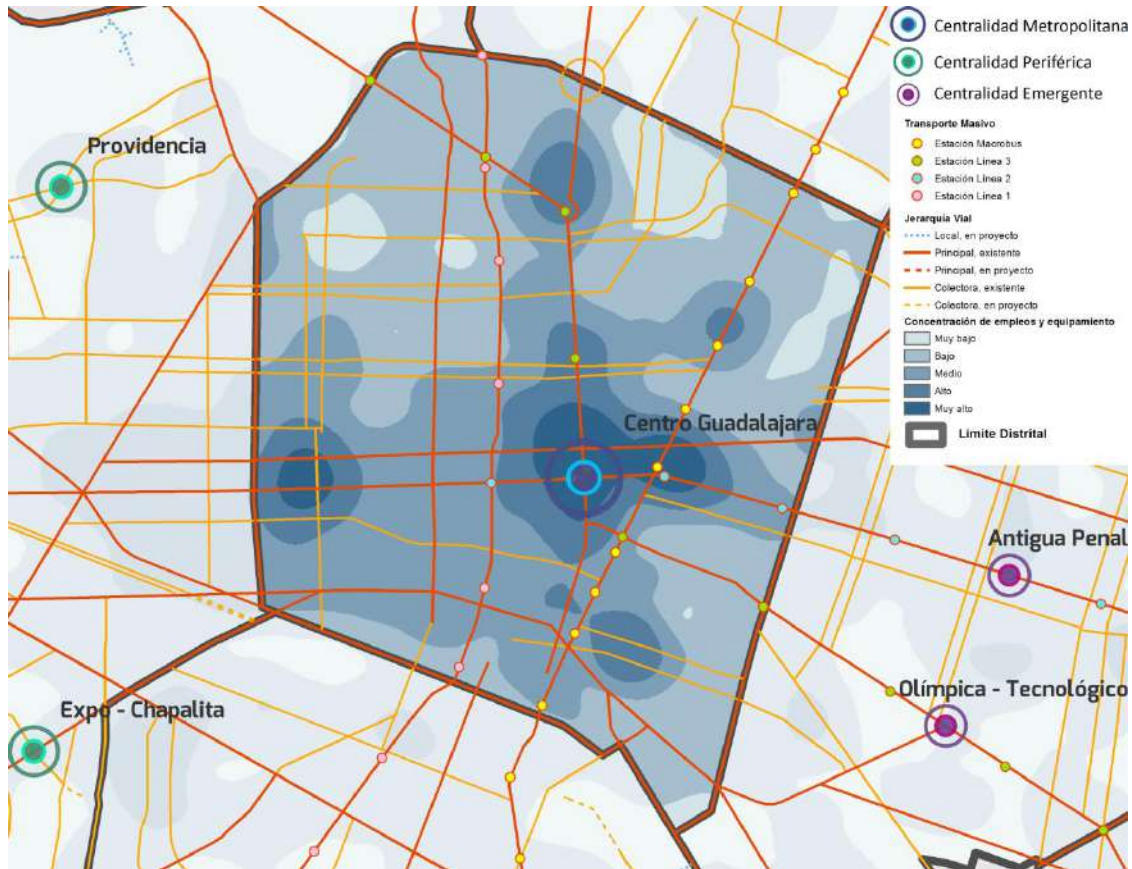 Centralidad Metropolitana
Centralidad Periférica
Centralidad Emergente
Transporte Masivo
Estación Macrobus
Estación Línea 3
Estación Línea 2
Estación Línea 1
Jerarquía Vial
Local, en proyecto
Principal, existente
Principal, en proyecto
Colectora, existente
Colectora, en proyecto
Concentración de empleos y equipamiento
Muy bajo
Bajo
Medio
Alto
Muy alto
Límite Distrital
Providencia
Centro Guadalajara
Antigua Penal
Olímpica - Tecnológico
Expo - Chapalita